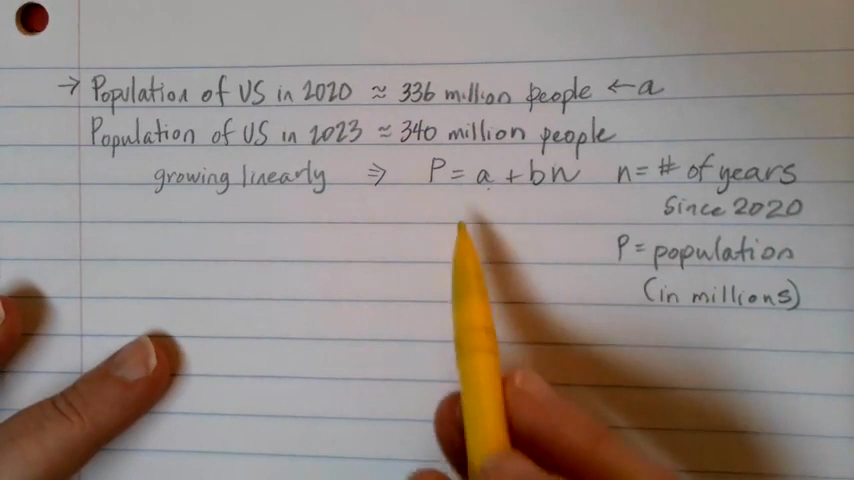 → Population of US in 2020 ≈ 336 million people ← a
Population of US in 2023 ≈ 340 million people
growing linearly ⇒ P = a + bn n = # of years
since 2020
P = population
(in millions)